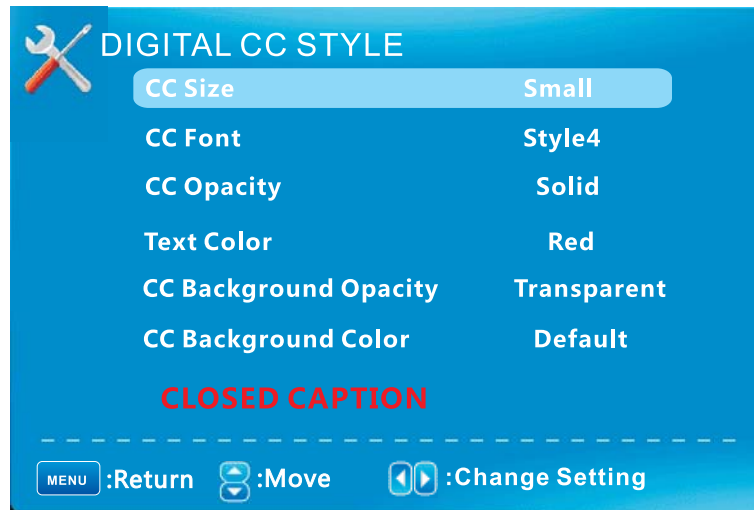 DIGITAL CC STYLE
CC Size Small
CC Font Style4
CC Opacity Solid
Text Color Red
CC Background Opacity Transparent
CC Background Color Default
CLOSED CAPTION
MENU :Return :Move :Change Setting